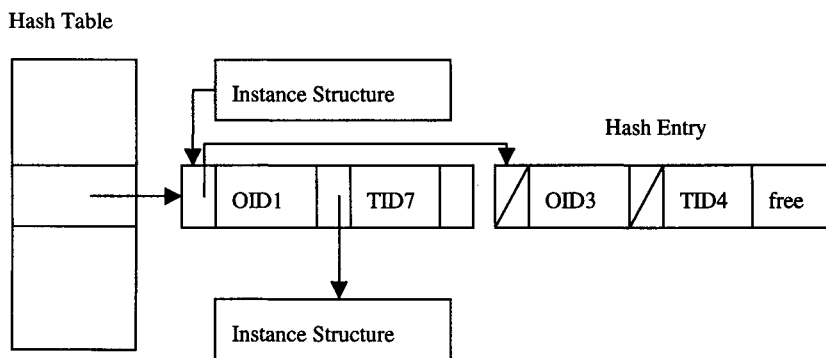 Hash Table
Instance Structure
Hash Entry
OID1 TID7 OID3 TID4 free
Instance Structure